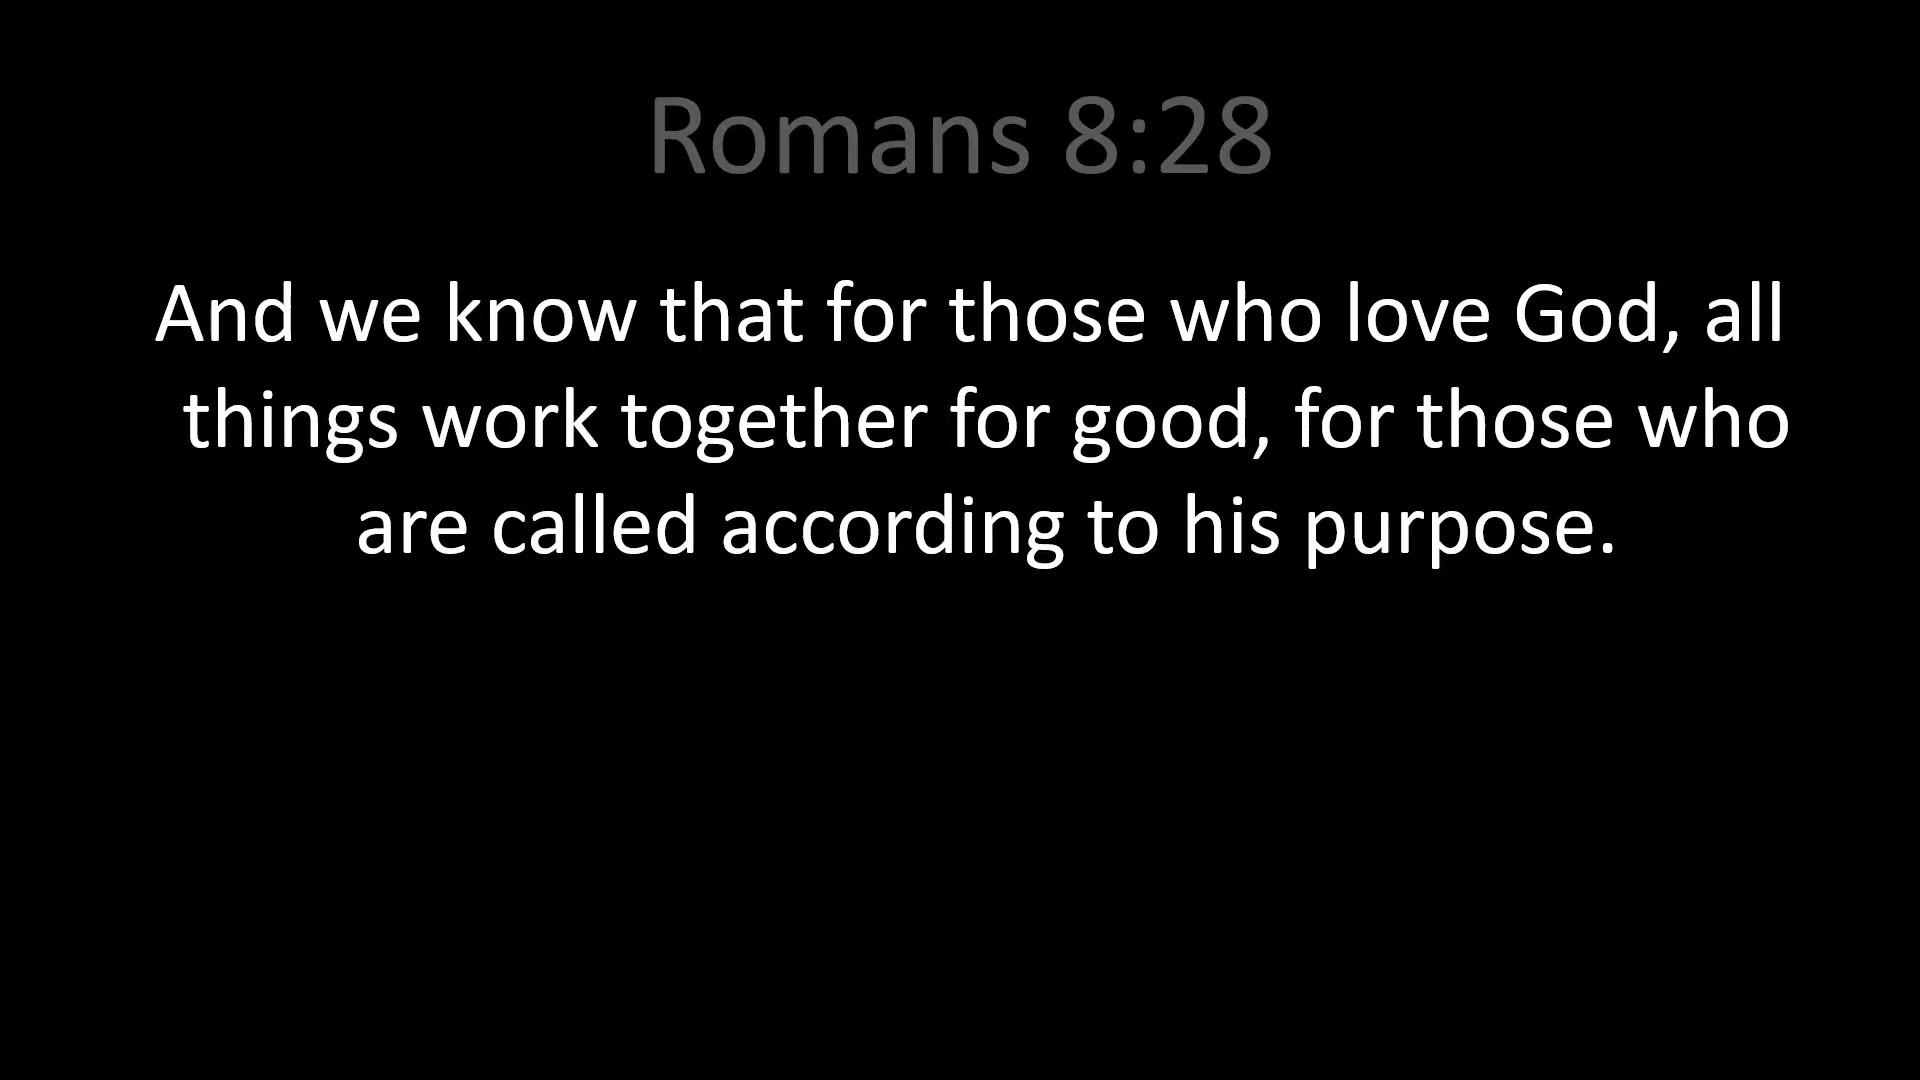 Romans 8:28
And we know that for those who love God, all
things work together for good, for those who
are called according to his purpose.